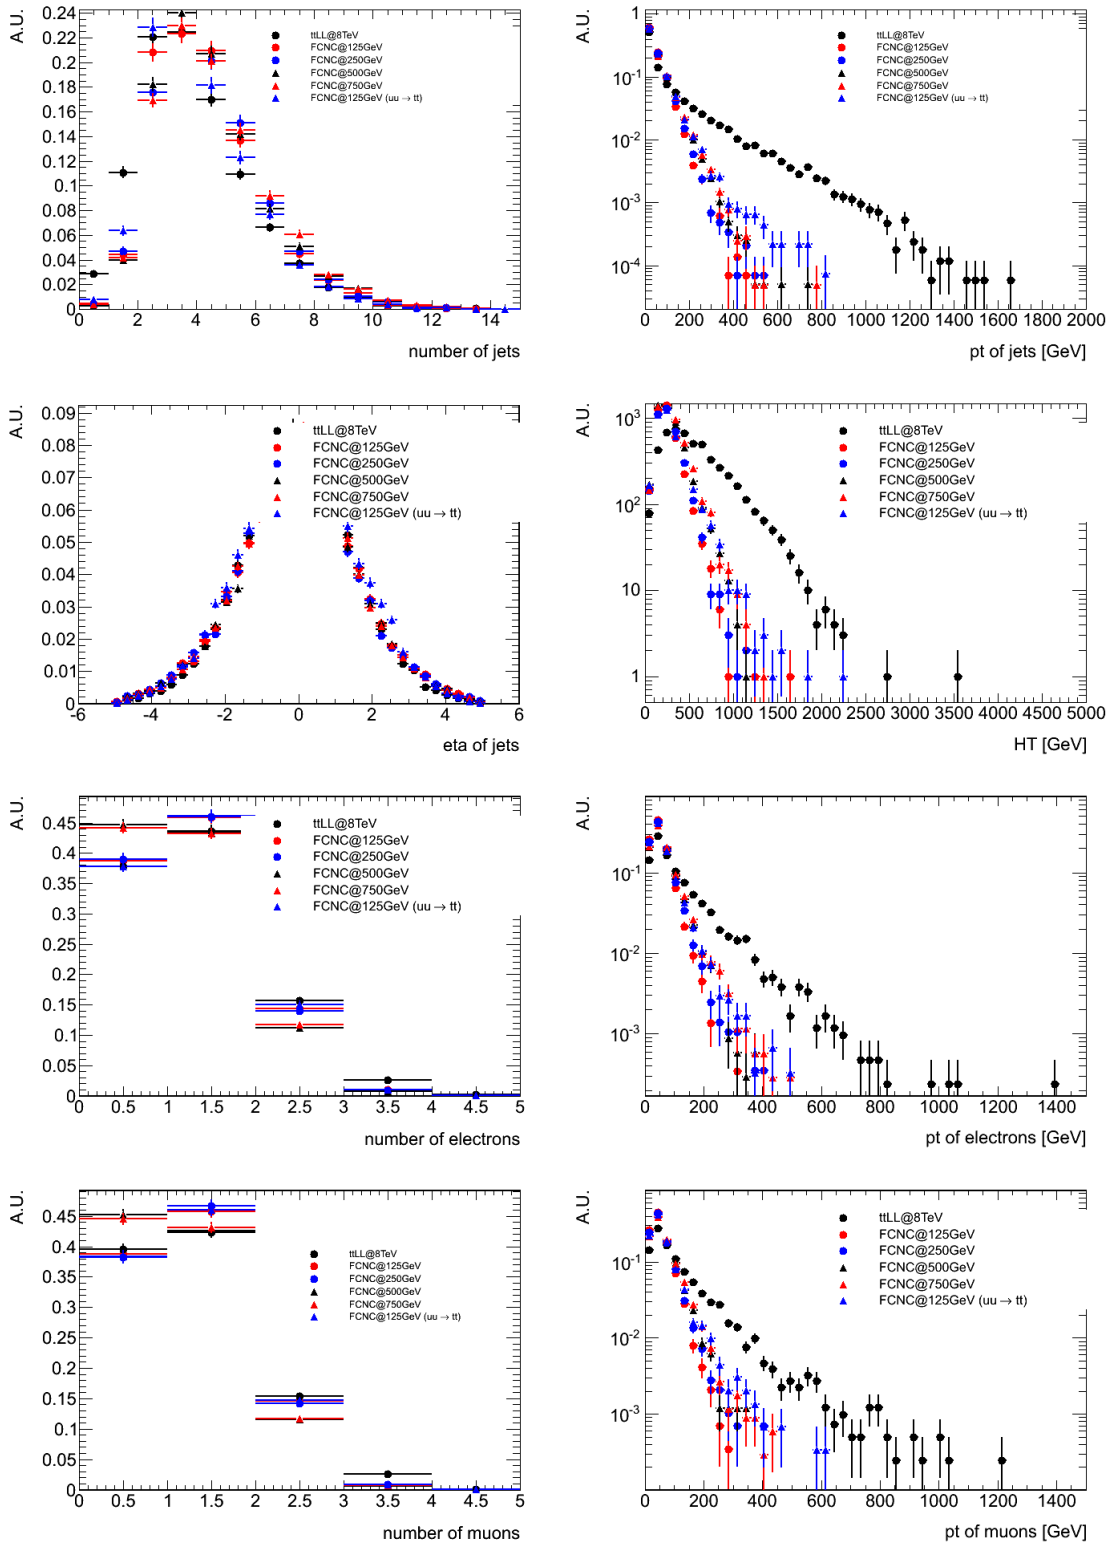 A.U.
0.24
0.22
0.2
0.18
0.16
0.14
0.12
0.1
0.08
0.06
0.04
0.02
0
0 2 4 6 8 10 12 14
number of jets
ttLL@8TeV
FCNC@125GeV
FCNC@250GeV
FCNC@500GeV
FCNC@750GeV
FCNC@125GeV (uu → tt)
A.U.
1
10⁻¹
10⁻²
10⁻³
10⁻⁴
0 200 400 600 800 1000 1200 1400 1600 1800 2000
pt of jets [GeV]
ttLL@8TeV
FCNC@125GeV
FCNC@250GeV
FCNC@500GeV
FCNC@750GeV
FCNC@125GeV (uu → tt)
A.U.
0.09
0.08
0.07
0.06
0.05
0.04
0.03
0.02
0.01
0
-6 -4 -2 0 2 4 6
eta of jets
ttLL@8TeV
FCNC@125GeV
FCNC@250GeV
FCNC@500GeV
FCNC@750GeV
FCNC@125GeV (uu → tt)
A.U.
10³
10²
10
1
0 500 1000 1500 2000 2500 3000 3500 4000 4500 5000
HT [GeV]
ttLL@8TeV
FCNC@125GeV
FCNC@250GeV
FCNC@500GeV
FCNC@750GeV
FCNC@125GeV (uu → tt)
A.U.
0.45
0.4
0.35
0.3
0.25
0.2
0.15
0.1
0.05
0
0 0.5 1 1.5 2 2.5 3 3.5 4 4.5 5
number of electrons
ttLL@8TeV
FCNC@125GeV
FCNC@250GeV
FCNC@500GeV
FCNC@750GeV
FCNC@125GeV (uu → tt)
A.U.
10⁻¹
10⁻²
10⁻³
0 200 400 600 800 1000 1200 1400
pt of electrons [GeV]
ttLL@8TeV
FCNC@125GeV
FCNC@250GeV
FCNC@500GeV
FCNC@750GeV
FCNC@125GeV (uu → tt)
A.U.
0.45
0.4
0.35
0.3
0.25
0.2
0.15
0.1
0.05
0
0 0.5 1 1.5 2 2.5 3 3.5 4 4.5 5
number of muons
ttLL@8TeV
FCNC@125GeV
FCNC@250GeV
FCNC@500GeV
FCNC@750GeV
FCNC@125GeV (uu → tt)
A.U.
10⁻¹
10⁻²
10⁻³
0 200 400 600 800 1000 1200 1400
pt of muons [GeV]
ttLL@8TeV
FCNC@125GeV
FCNC@250GeV
FCNC@500GeV
FCNC@750GeV
FCNC@125GeV (uu → tt)